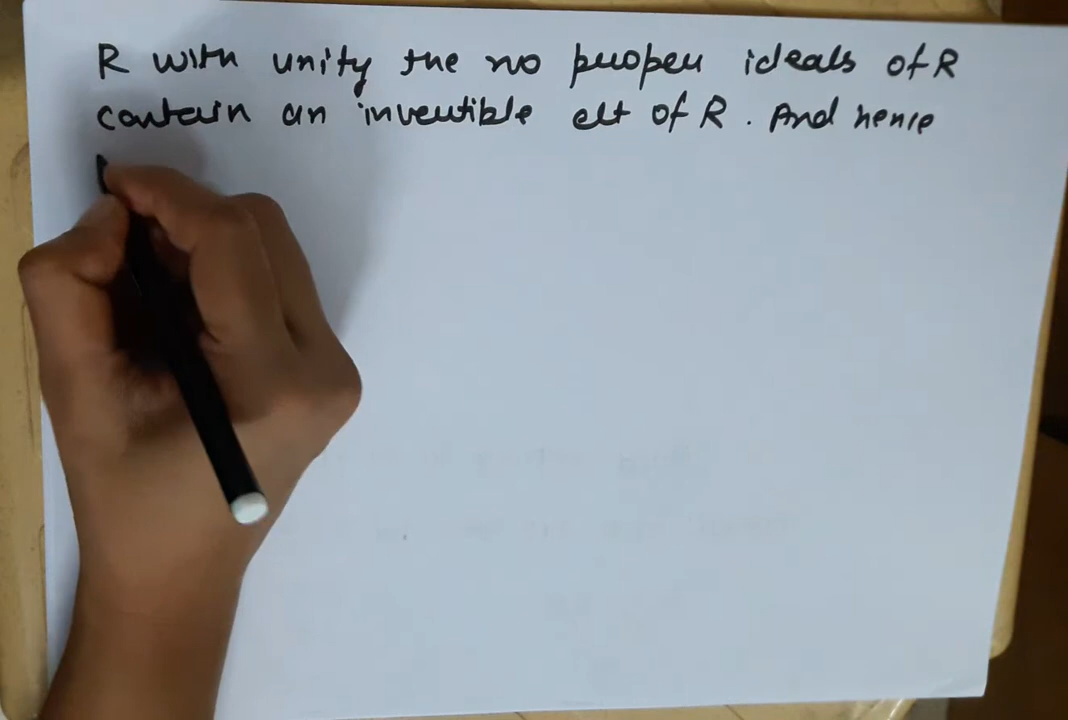 R with unity the no proper ideals of R
contain an invertible elt of R. And hence